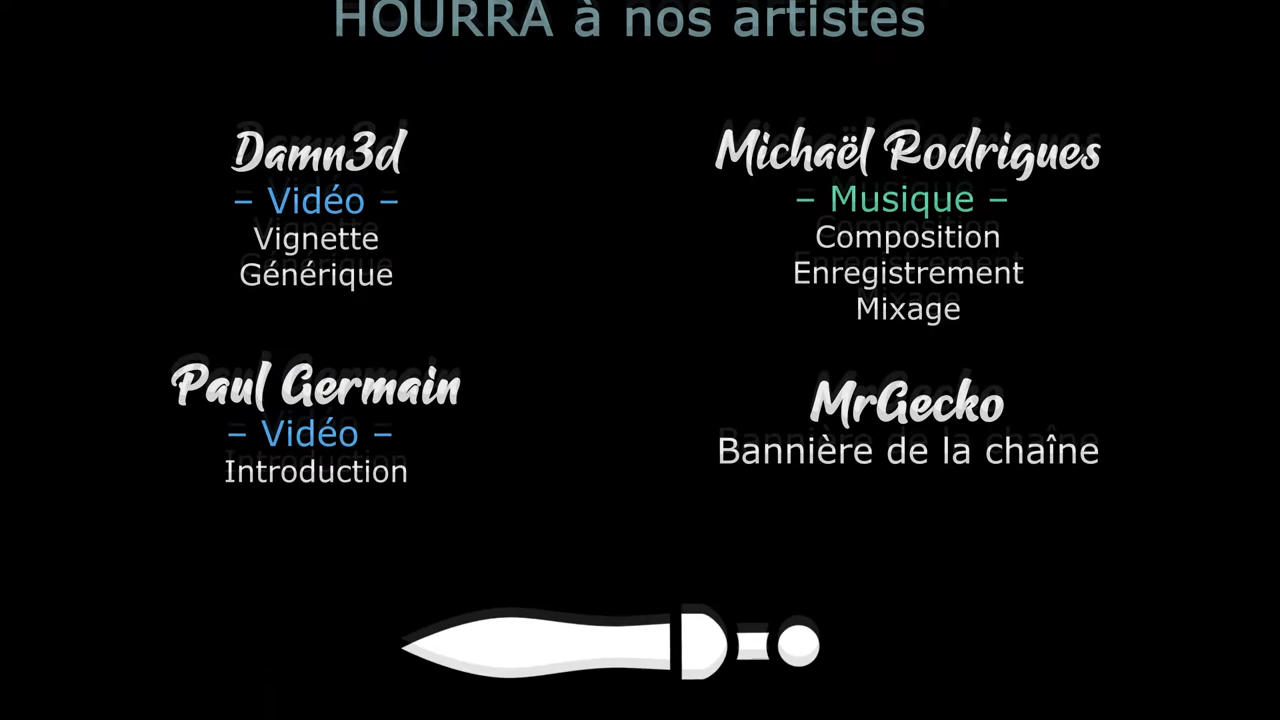 HOURRA à nos artistes
Damn3d
– Vidéo –
Vignette
Générique
Michaël Rodrigues
– Musique –
Composition
Enregistrement
Mixage
Paul Germain
– Vidéo –
Introduction
MrGecko
Bannière de la chaîne